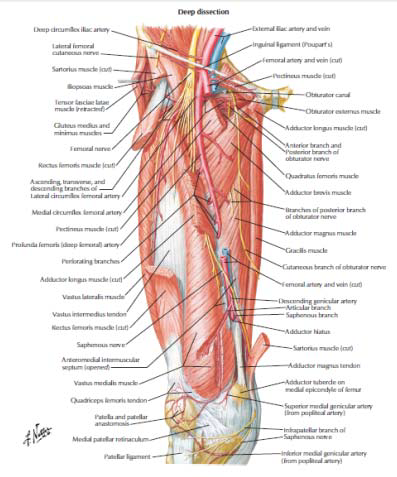 Deep dissection
Deep circumflex iliac artery
Lateral femoral
cutaneous nerve
Sartorius muscle (cut)
Iliopsoas muscle
Tensor fasciae latae
muscle (retracted)
Gluteus medius and
minimus muscles
Femoral nerve
Rectus femoris muscle (cut)
Ascending, transverse, and
descending branches of
Lateral circumflex femoral artery
Medial circumflex femoral artery
Pectineus muscle (cut)
Profunda femoris (deep femoral) artery
Perforating branches
Adductor longus muscle (cut)
Vastus lateralis muscle
Vastus intermedius tendon
Rectus femoris muscle (cut)
Saphenous nerve
Anteromedial intermuscular
septum (opened)
Vastus medialis muscle
Quadriceps femoris tendon
Patella and patellar
anastomosis
Medial patellar retinaculum
Patellar ligament
External iliac artery and vein
Inguinal ligament (Poupart's)
Femoral artery and vein (cut)
Pectineus muscle (cut)
Obturator canal
Obturator externus muscle
Adductor longus muscle (cut)
Anterior branch and
Posterior branch of
obturator nerve
Quadratus femoris muscle
Adductor brevis muscle
Branches of posterior branch
of obturator nerve
Adductor magnus muscle
Gracilis muscle
Cutaneous branch of obturator nerve
Femoral artery and vein (cut)
Descending genicular artery
Articular branch
Saphenous branch
Adductor hiatus
Sartorius muscle (cut)
Adductor magnus tendon
Adductor tubercle on
medial epicondyle of femur
Superior medial genicular artery
(from popliteal artery)
Infrapatellar branch of
Saphenous nerve
Inferior medial genicular artery
(from popliteal artery)
F. Netter